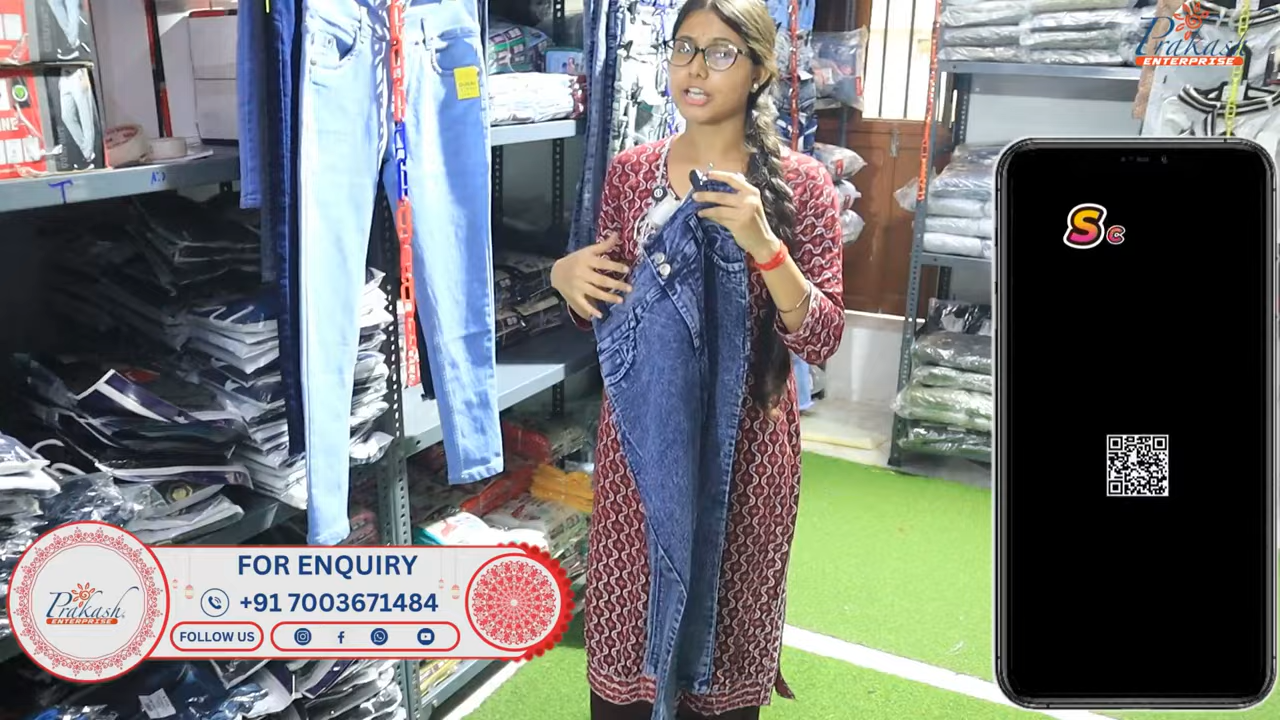 Prakash
ENTERPRISE
Sc
FOR ENQUIRY
+91 7003671484
FOLLOW US
Prakash
ENTERPRISE